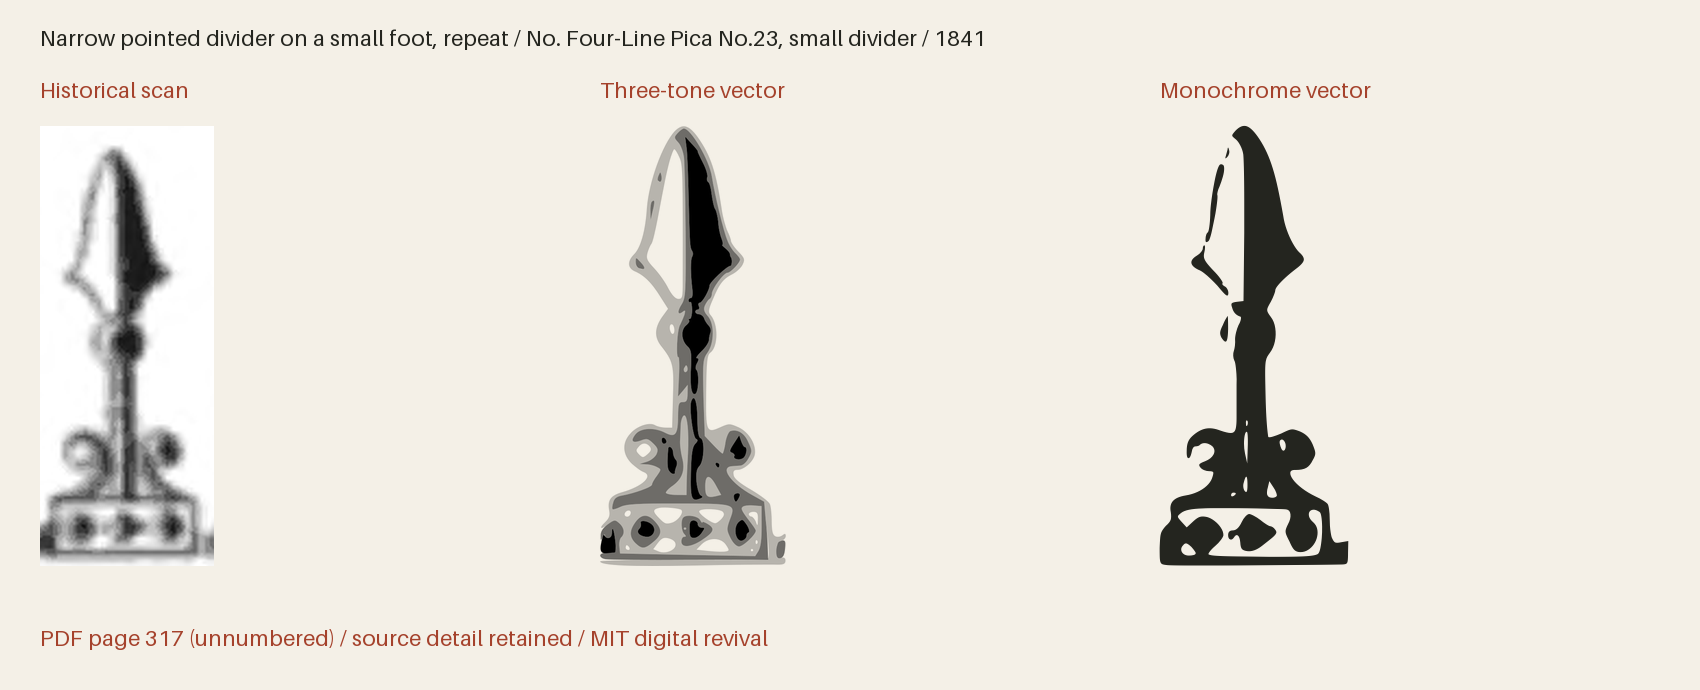 Narrow pointed divider on a small foot, repeat / No. Four-Line Pica No.23, small divider / 1841
Historical scan
Three-tone vector
Monochrome vector
PDF page 317 (unnumbered) / source detail retained / MIT digital revival